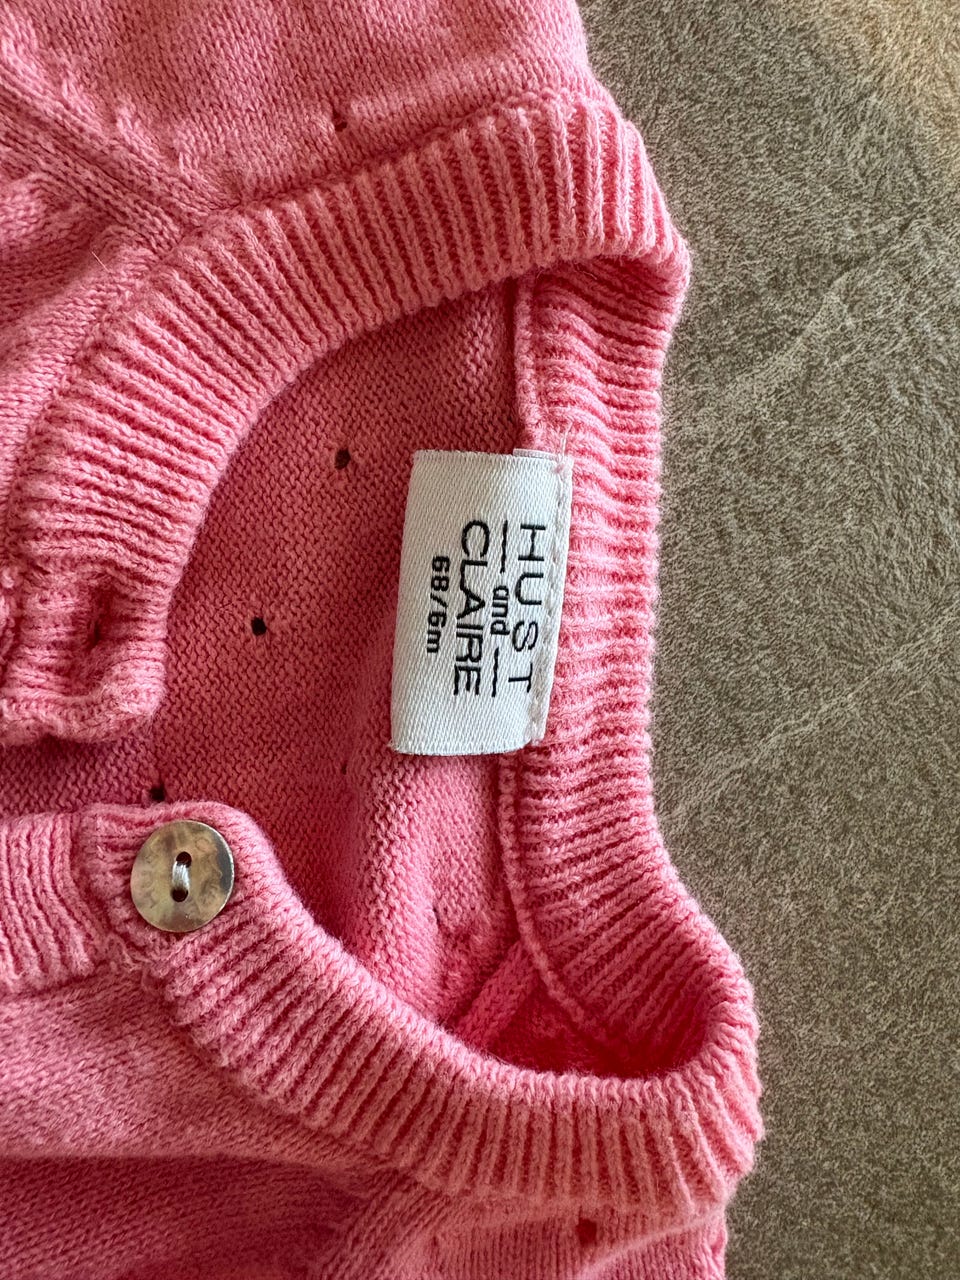 HUST
and
CLAIRE
68/6m